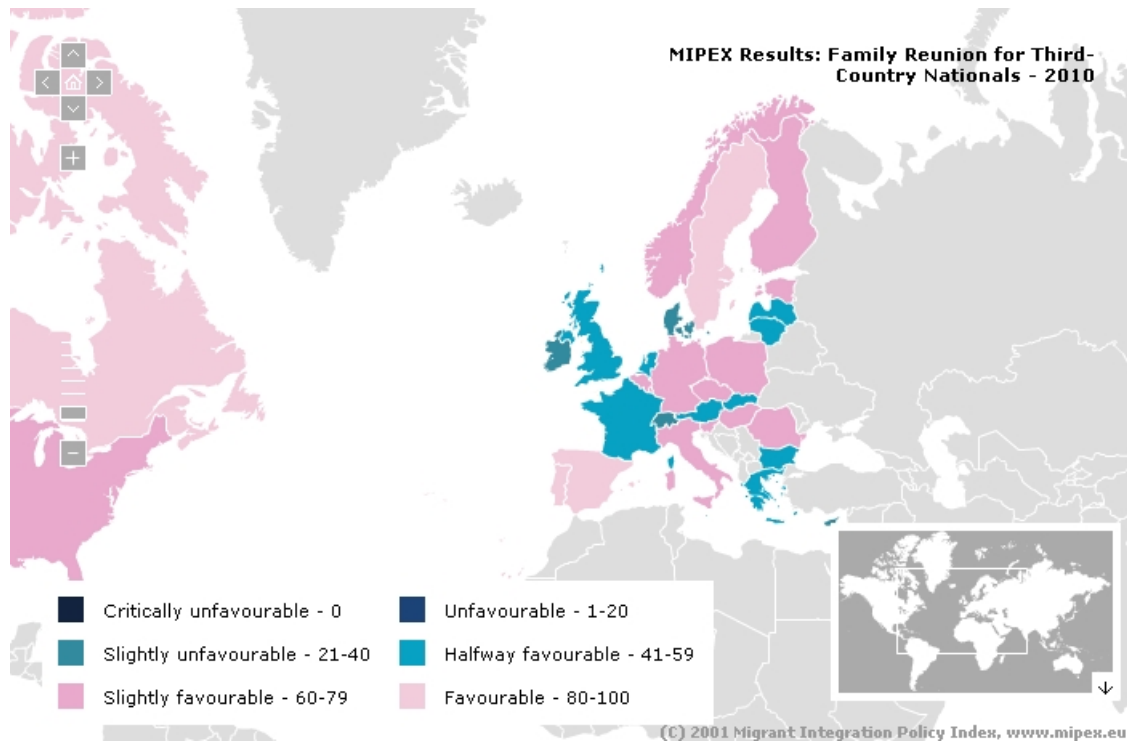 MIPEX Results: Family Reunion for Third-
Country Nationals - 2010
Critically unfavourable - 0
Unfavourable - 1-20
Slightly unfavourable - 21-40
Halfway favourable - 41-59
Slightly favourable - 60-79
Favourable - 80-100
(C) 2001 Migrant Integration Policy Index, www.mipex.eu